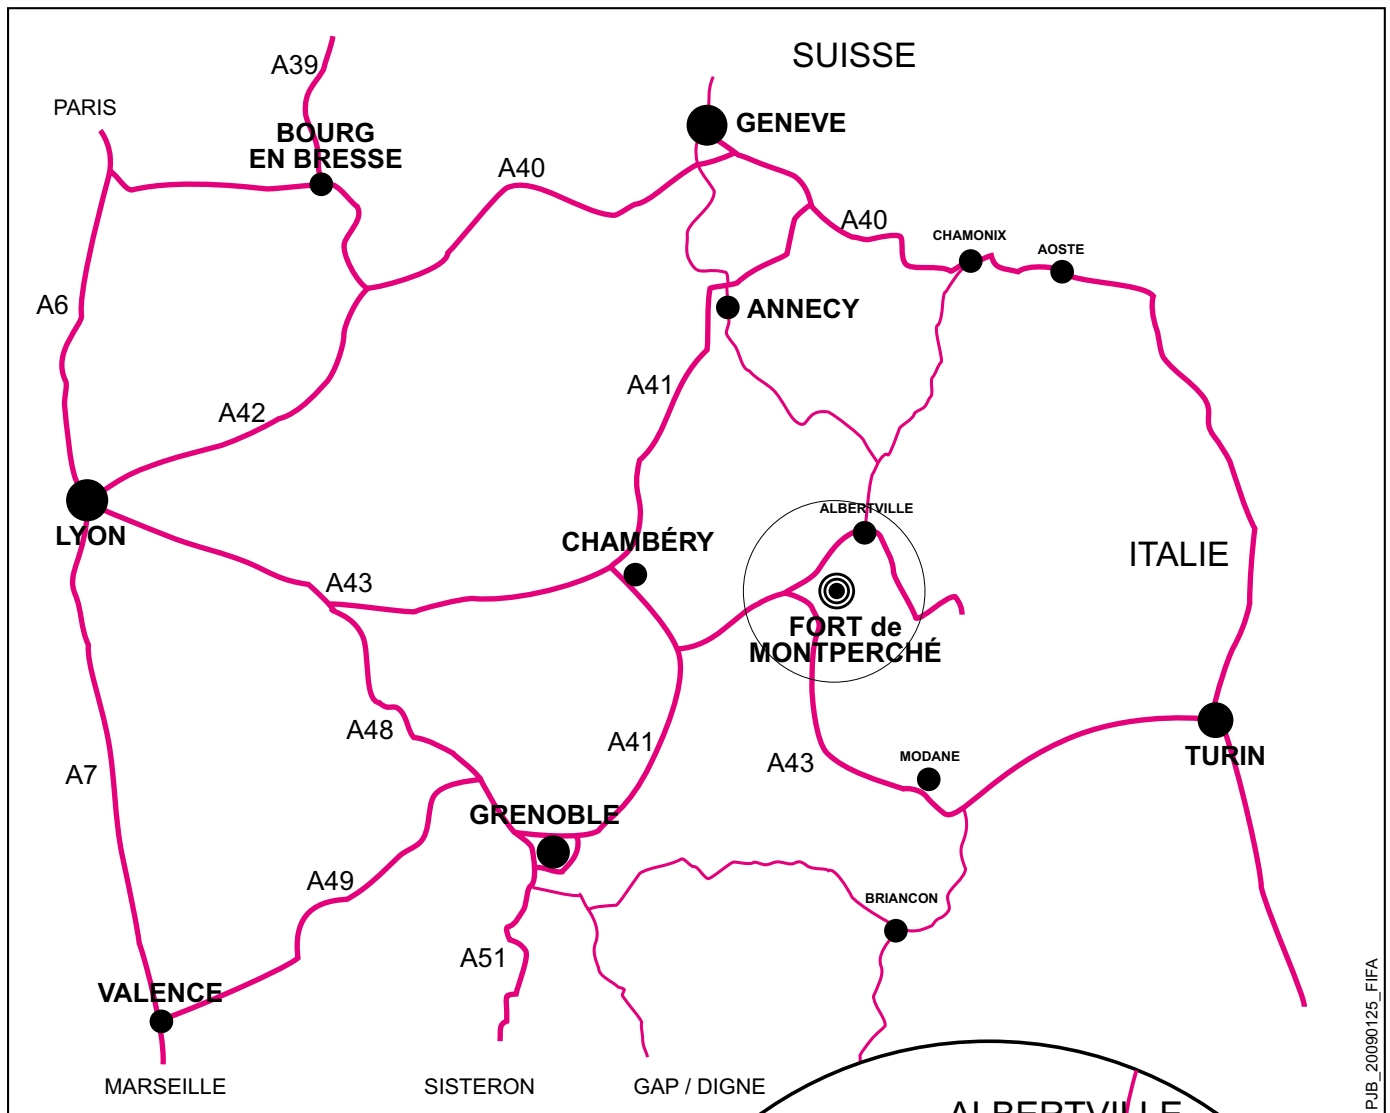 SUISSE
A39
PARIS
GENEVE
BOURG
EN BRESSE
A40
A40
CHAMONIX
AOSTE
A6
ANNECY
A41
A42
ALBERTVILLE
LYON
CHAMBÉRY
ITALIE
A43
FORT de
MONTPERCHÉ
A48
A41
A43
MODANE
TURIN
A7
GRENOBLE
A49
BRIANCON
A51
VALENCE
MARSEILLE
SISTERON
GAP / DIGNE
ALBERTVILLE
PJB_20090125_FIFA